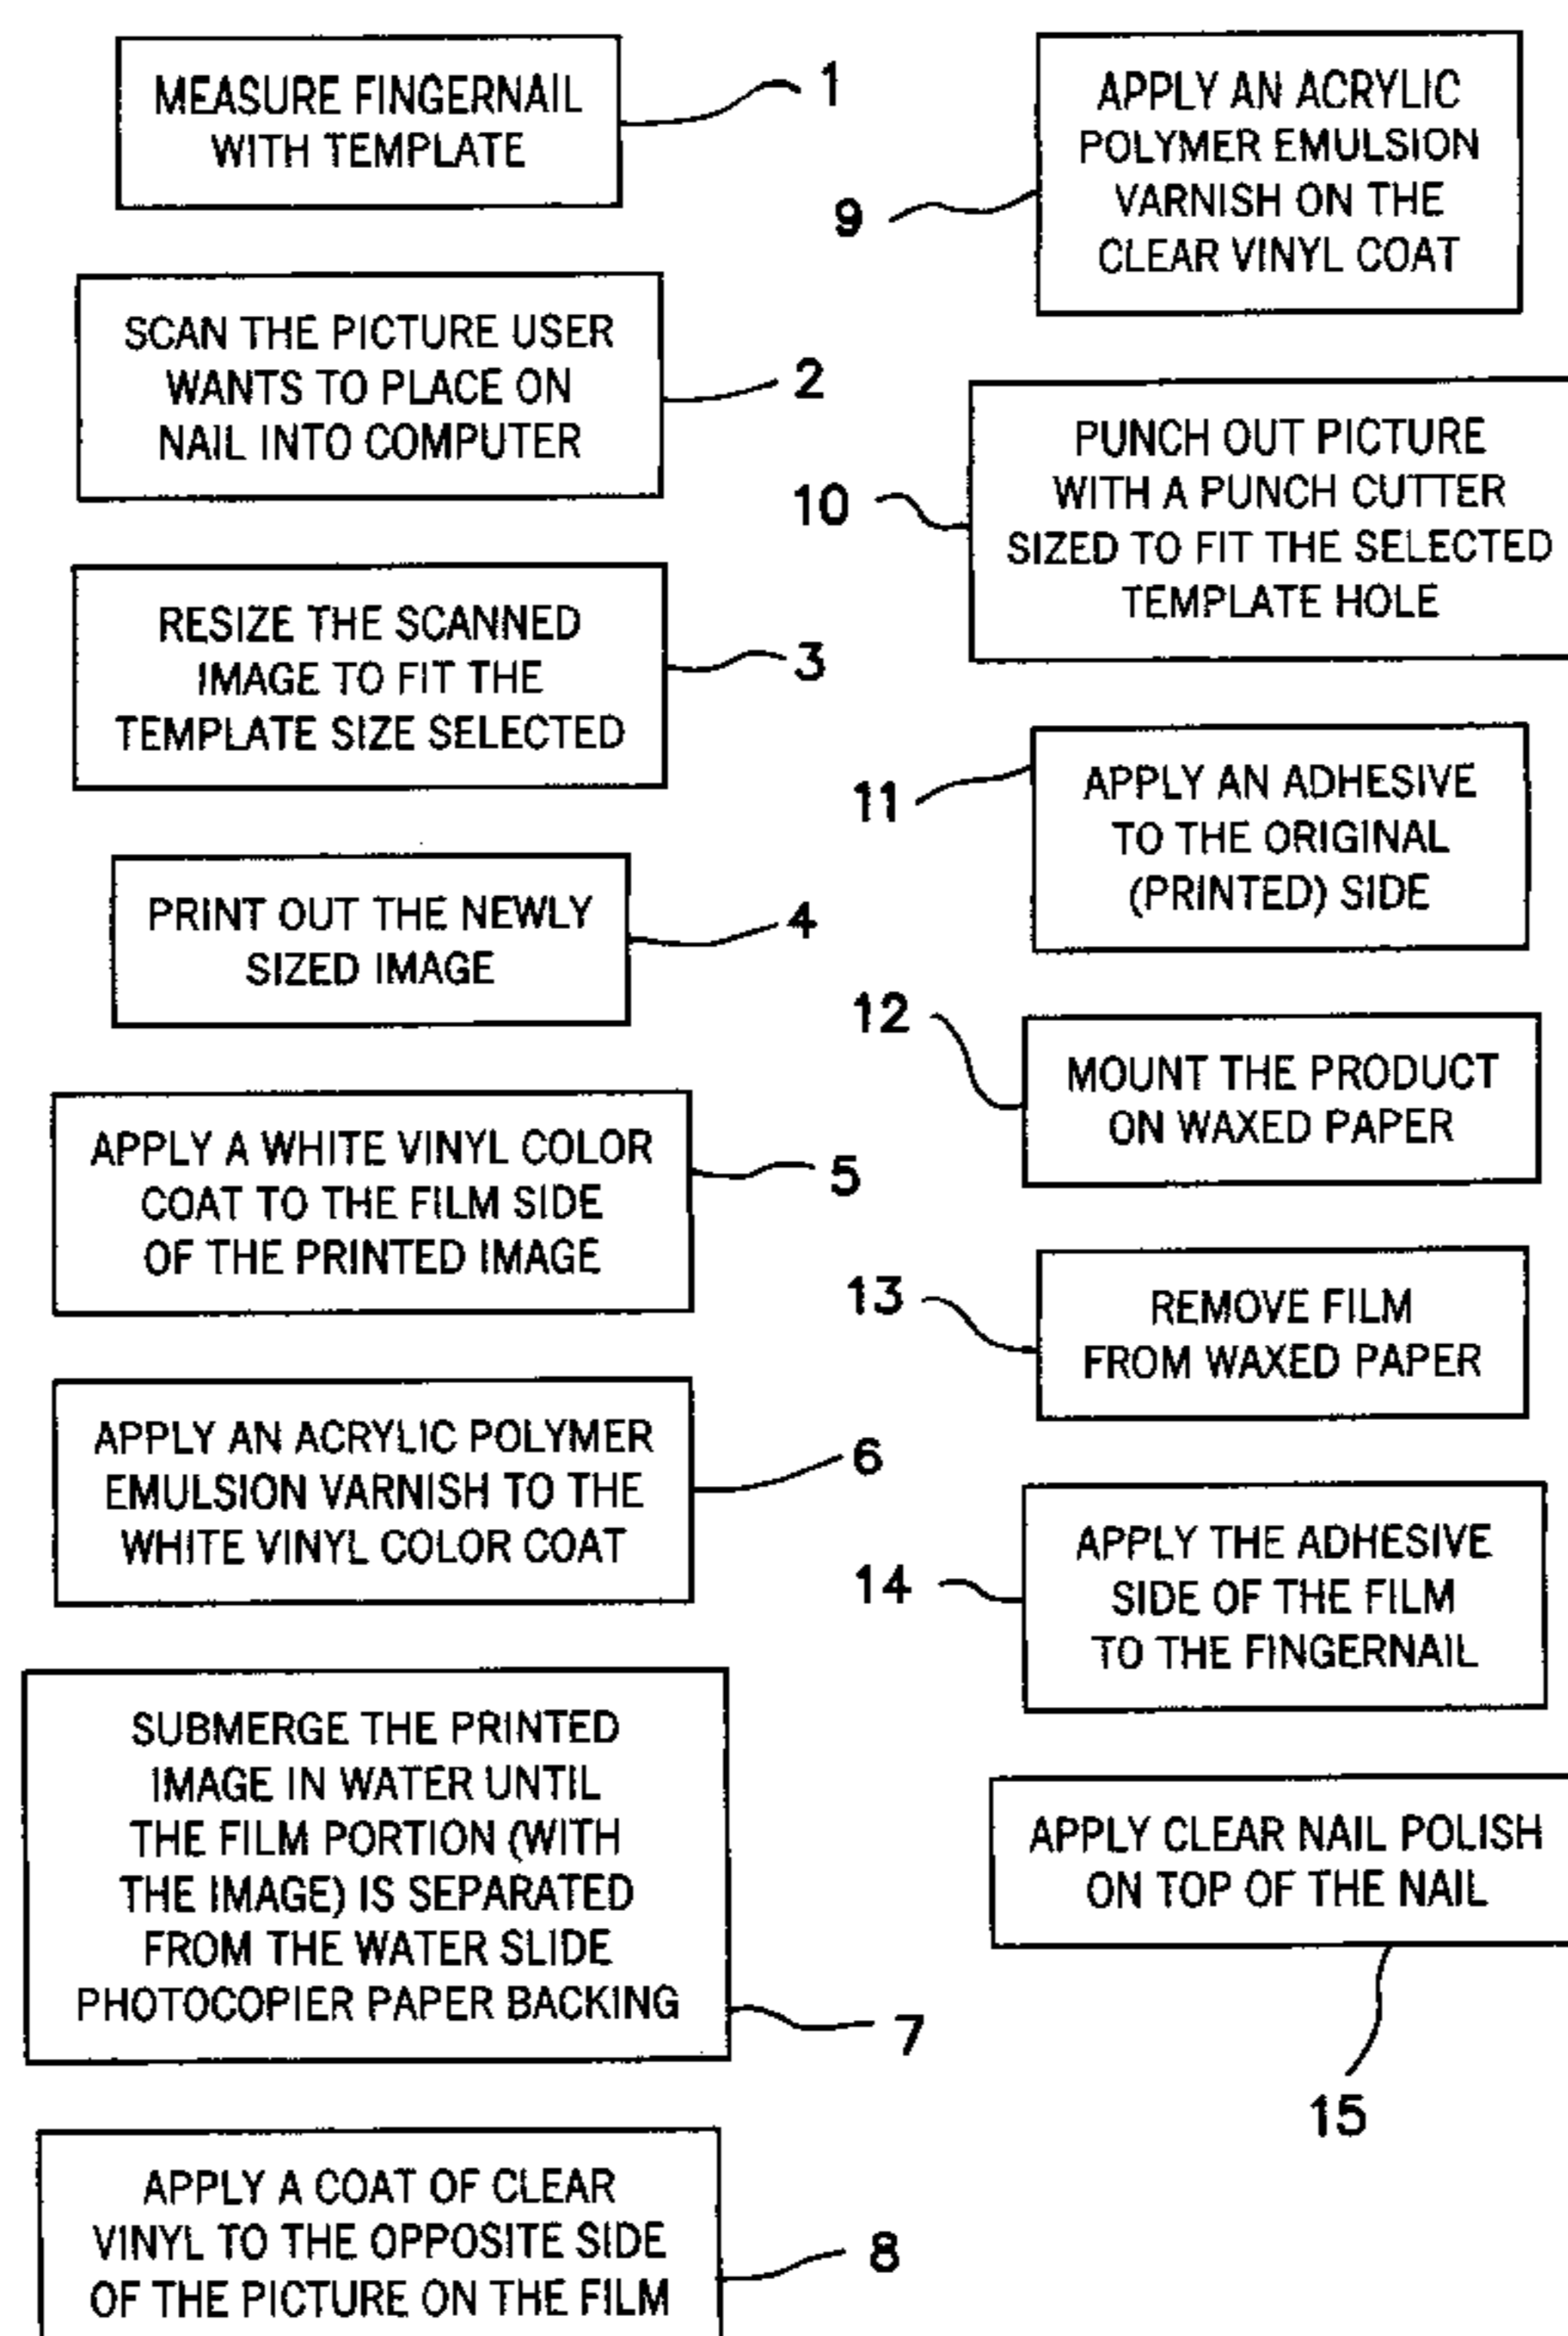 MEASURE FINGERNAIL
WITH TEMPLATE
1
SCAN THE PICTURE USER
WANTS TO PLACE ON
NAIL INTO COMPUTER
2
RESIZE THE SCANNED
IMAGE TO FIT THE
TEMPLATE SIZE SELECTED
3
PRINT OUT THE NEWLY
SIZED IMAGE
4
APPLY A WHITE VINYL COLOR
COAT TO THE FILM SIDE
OF THE PRINTED IMAGE
5
APPLY AN ACRYLIC POLYMER
EMULSION VARNISH TO THE
WHITE VINYL COLOR COAT
6
SUBMERGE THE PRINTED
IMAGE IN WATER UNTIL
THE FILM PORTION (WITH
THE IMAGE) IS SEPARATED
FROM THE WATER SLIDE
PHOTOCOPIER PAPER BACKING
7
APPLY A COAT OF CLEAR
VINYL TO THE OPPOSITE SIDE
OF THE PICTURE ON THE FILM
8
APPLY AN ACRYLIC
POLYMER EMULSION
VARNISH ON THE
CLEAR VINYL COAT
9
PUNCH OUT PICTURE
WITH A PUNCH CUTTER
SIZED TO FIT THE SELECTED
TEMPLATE HOLE
10
APPLY AN ADHESIVE
TO THE ORIGINAL
(PRINTED) SIDE
11
MOUNT THE PRODUCT
ON WAXED PAPER
12
REMOVE FILM
FROM WAXED PAPER
13
APPLY THE ADHESIVE
SIDE OF THE FILM
TO THE FINGERNAIL
14
APPLY CLEAR NAIL POLISH
ON TOP OF THE NAIL
15